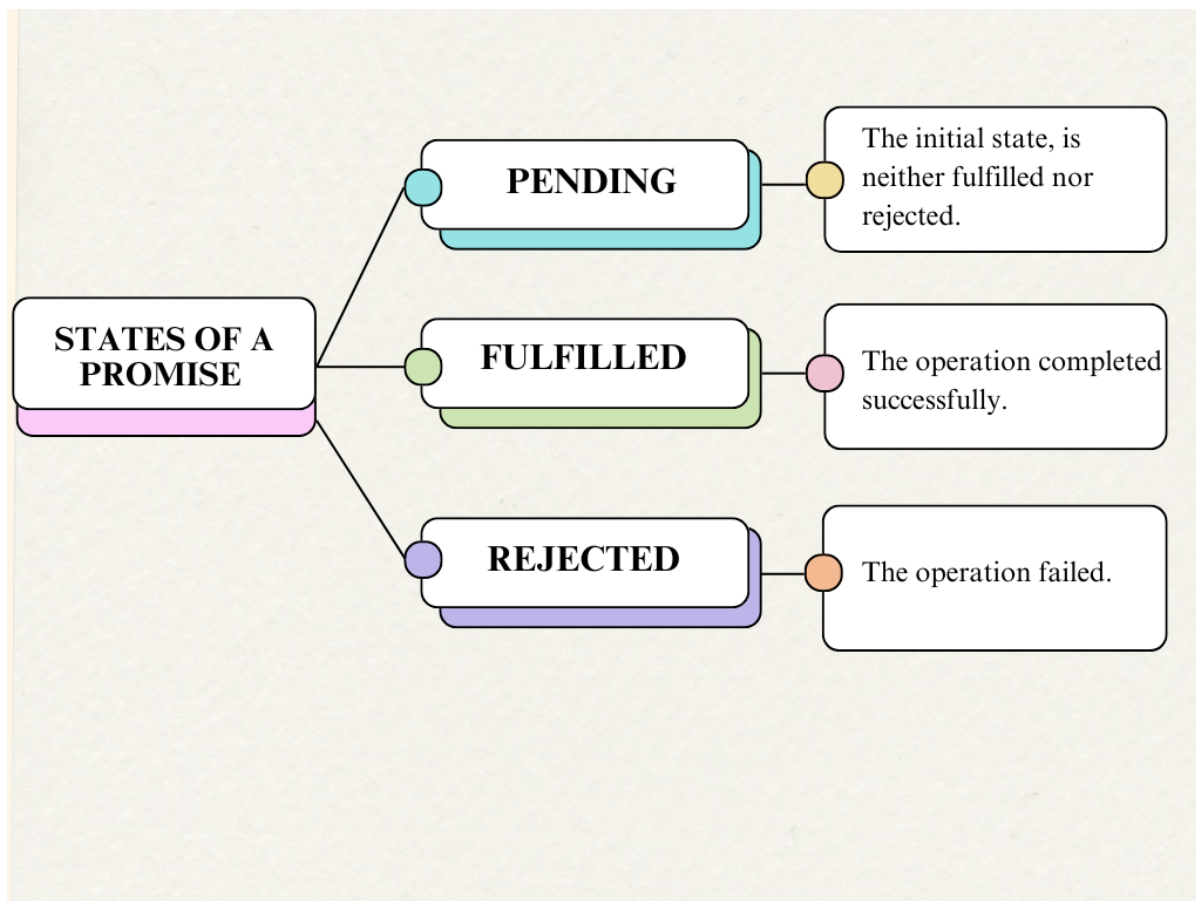 PENDING
The initial state, is
neither fulfilled nor
rejected.
STATES OF A
PROMISE
FULFILLED
The operation completed
successfully.
REJECTED
The operation failed.